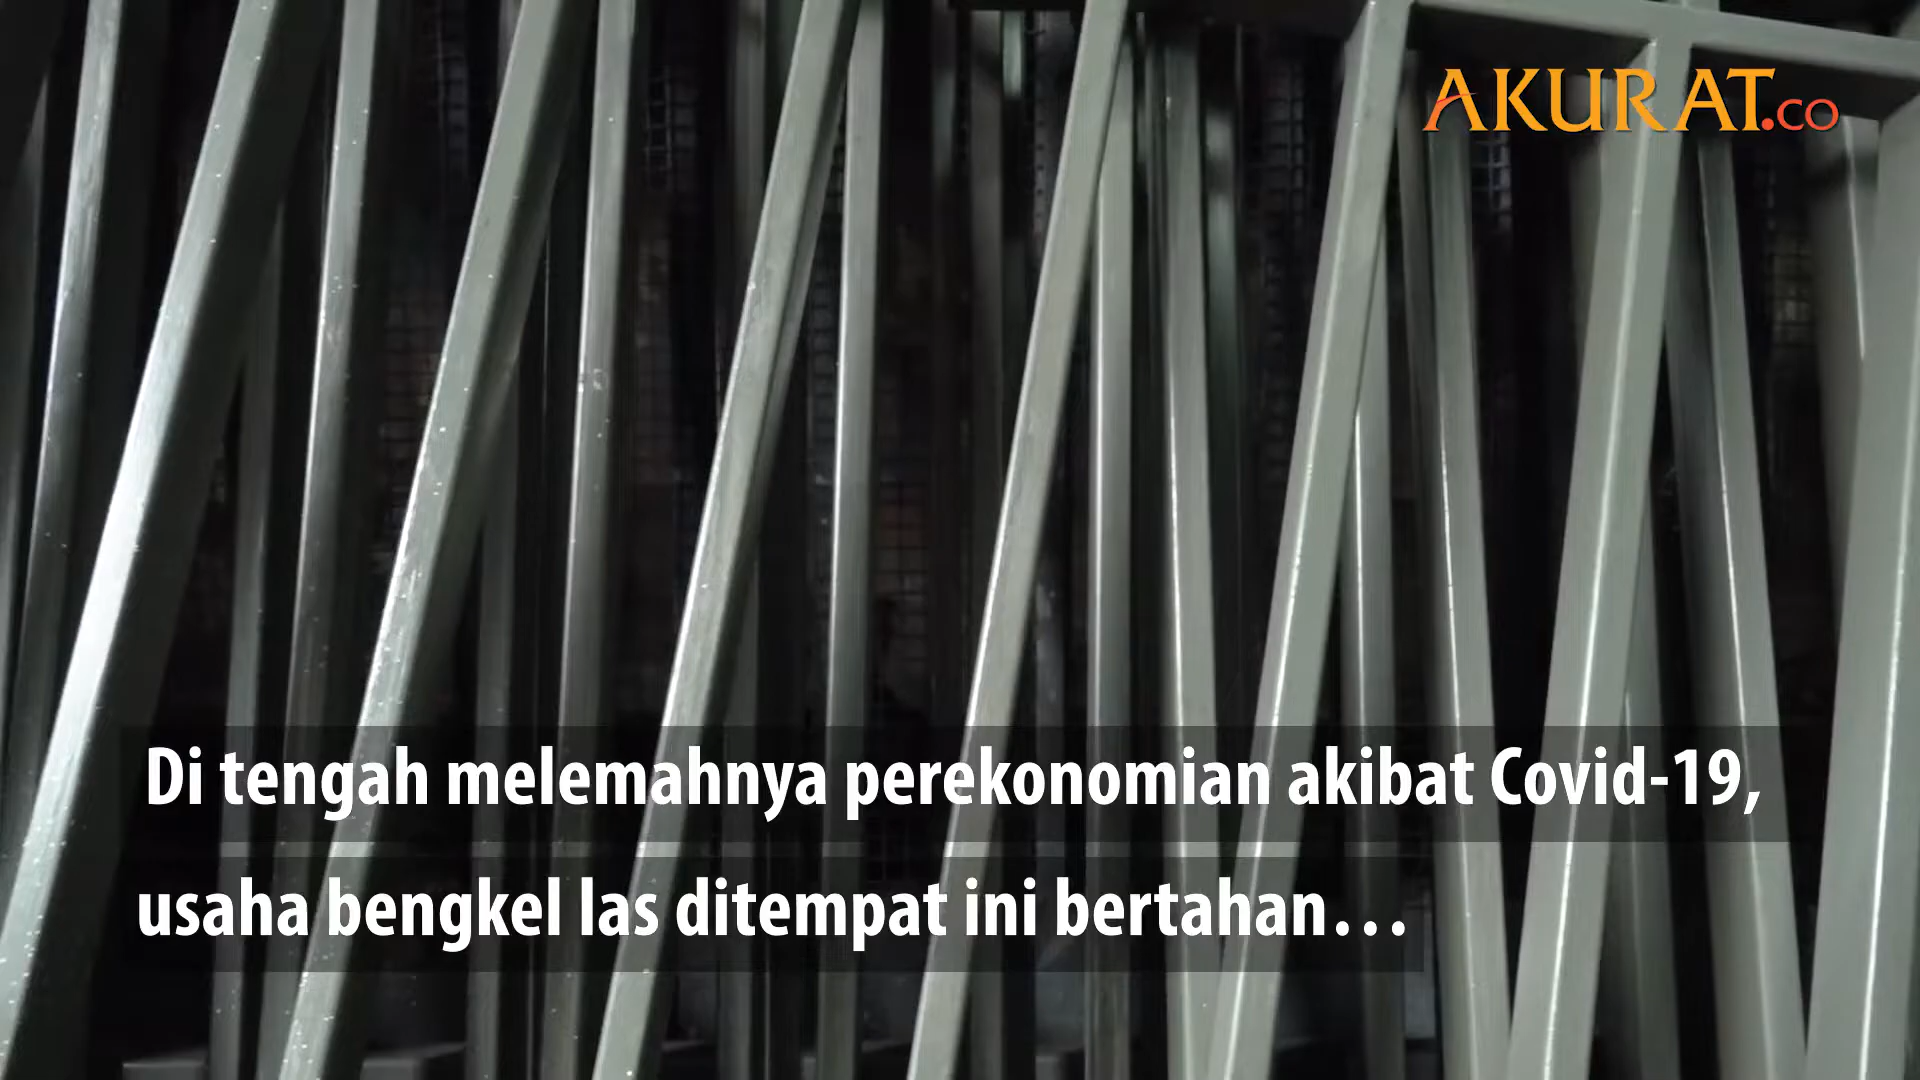 AKURAT.co
Di tengah melemahnya perekonomian akibat Covid-19,
usaha bengkel las ditempat ini bertahan...